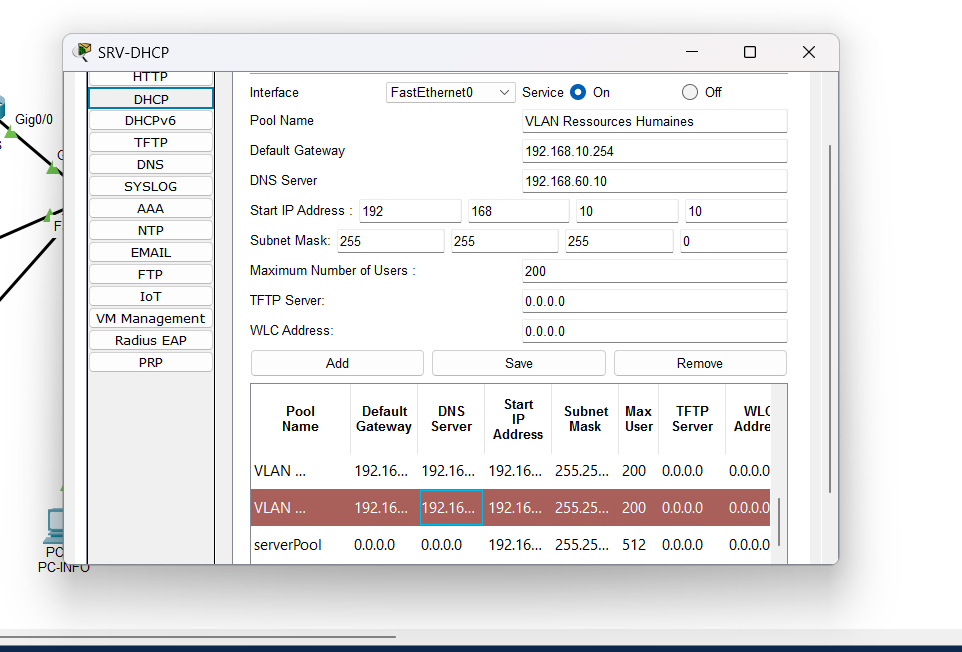 SRV-DHCP
HTTP
DHCP
DHCPv6
TFTP
DNS
SYSLOG
AAA
NTP
EMAIL
FTP
IoT
VM Management
Radius EAP
PRP
Interface FastEthernet0 Service On Off
Pool Name VLAN Ressources Humaines
Default Gateway 192.168.10.254
DNS Server 192.168.60.10
Start IP Address : 192 168 10 10
Subnet Mask: 255 255 255 0
Maximum Number of Users : 200
TFTP Server: 0.0.0.0
WLC Address: 0.0.0.0
Add Save Remove
Pool Name Default Gateway DNS Server Start IP Address Subnet Mask Max User TFTP Server WLC Addre
VLAN ... 192.16... 192.16... 192.16... 255.25... 200 0.0.0.0 0.0.0.0
VLAN ... 192.16... 192.16... 192.16... 255.25... 200 0.0.0.0 0.0.0.0
serverPool 0.0.0.0 0.0.0.0 192.16... 255.25... 512 0.0.0.0 0.0.0.0
Gig0/0
PC
PC-INFO